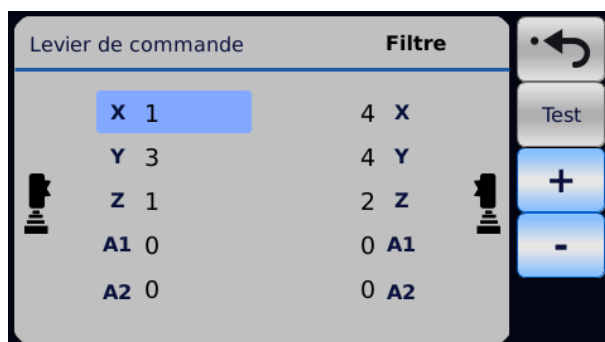 Levier de commande Filtre
X 1 4 X
Test
Y 3 4 Y
+
Z 1 2 Z
A1 0 0 A1
-
A2 0 0 A2